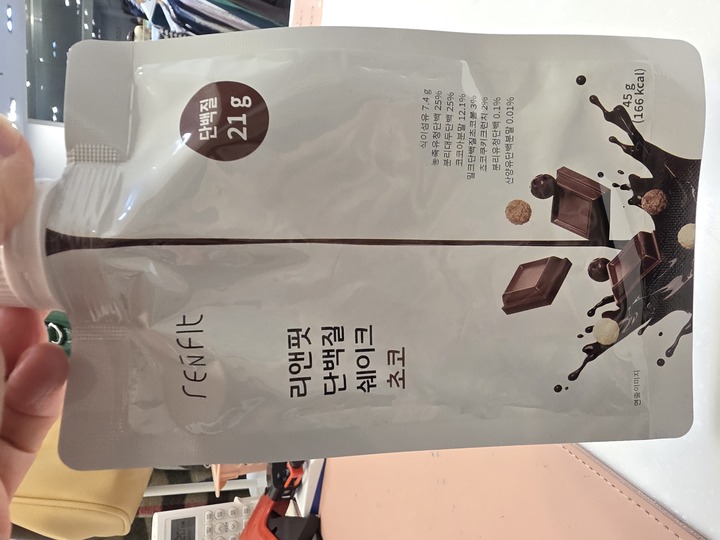 단백질
21 g
식이섬유 7.4 g
농축유청단백 25%
분리대두단백 25%
코코아분말 12.1%
밀크단백질초코볼 3%
초코쿠키크런치 2%
분리유청단백 0.1%
산양유단백분말 0.01%
45 g
(166 kcal)
RENFIt
리앤핏
단백질
쉐이크
초코
연출이미지